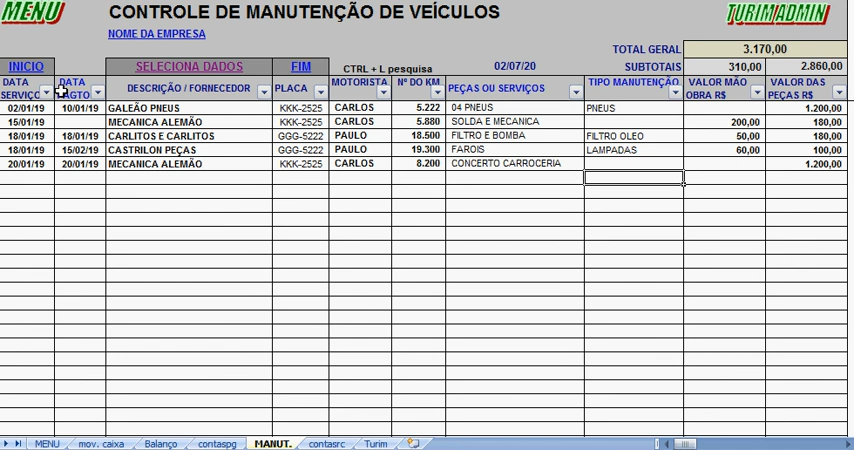 MENU CONTROLE DE MANUTENÇÃO DE VEÍCULOS TURIM ADMIN
NOME DA EMPRESA
TOTAL GERAL 3.170,00
INICIO SELECIONA DADOS FIM CTRL + L pesquisa 02/07/20 SUBTOTAIS 310,00 2.860,00
DATA DATA DESCRIÇÃO / FORNECEDOR PLACA MOTORISTA Nº DO KM PEÇAS OU SERVIÇOS TIPO MANUTENÇÃO VALOR MÃO VALOR DAS
SERVIÇO AGTO OBRA R$ PEÇAS R$
02/01/19 10/01/19 GALEÃO PNEUS KKK-2525 CARLOS 5.222 04 PNEUS PNEUS 1.200,00
15/01/19 MECANICA ALEMÃO KKK-2525 CARLOS 5.880 SOLDA E MECANICA 200,00 180,00
18/01/19 18/01/19 CARLITOS E CARLITOS GGG-5222 PAULO 18.500 FILTRO E BOMBA FILTRO OLEO 50,00 180,00
18/01/19 15/02/19 CASTRILON PEÇAS GGG-5222 PAULO 19.300 FAROIS LAMPADAS 60,00 100,00
20/01/19 20/01/19 MECANICA ALEMÃO KKK-2525 CARLOS 8.200 CONCERTO CARROCERIA 1.200,00
MENU mov. caixa Balanço contaspg MANUT. contasrc Turim